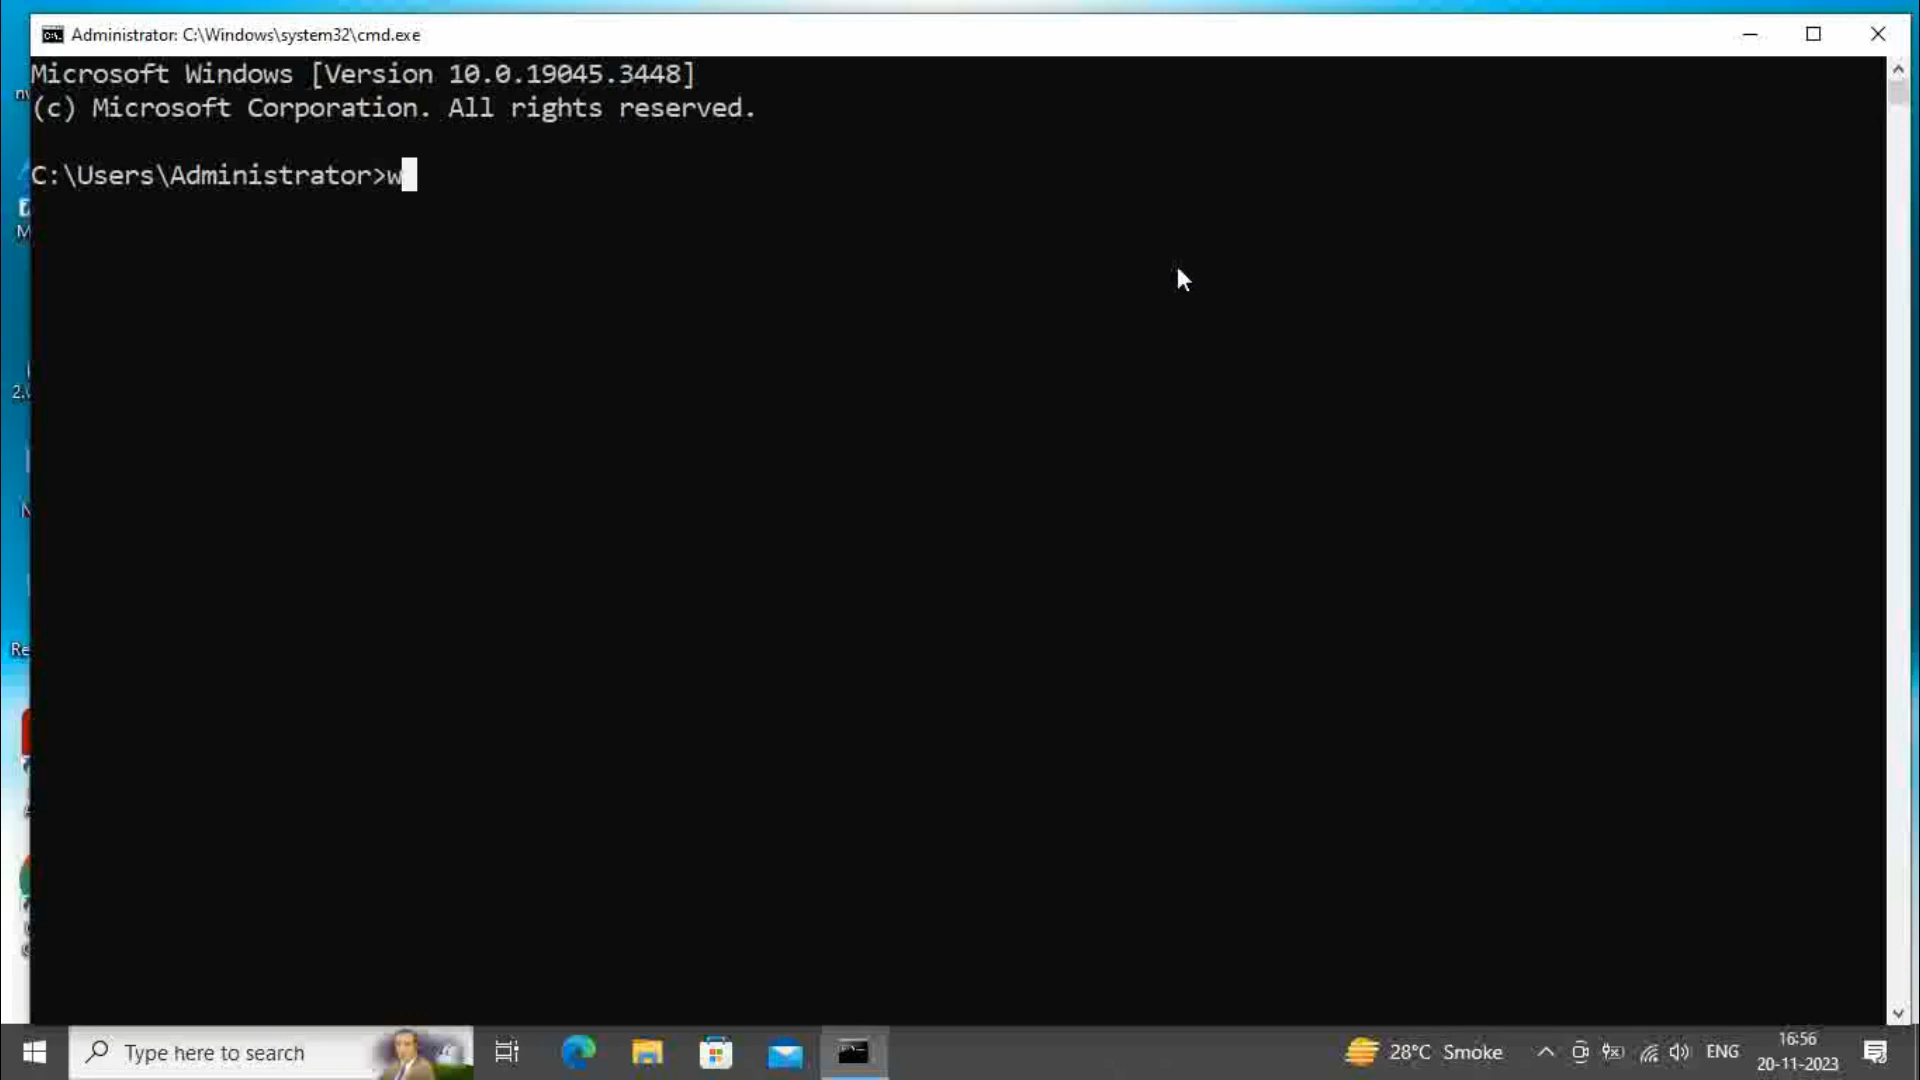 Administrator: C:\Windows\system32\cmd.exe
Microsoft Windows [Version 10.0.19045.3448]
(c) Microsoft Corporation. All rights reserved.
C:\Users\Administrator>w
Type here to search
28°C Smoke
ENG
16:56
20-11-2023